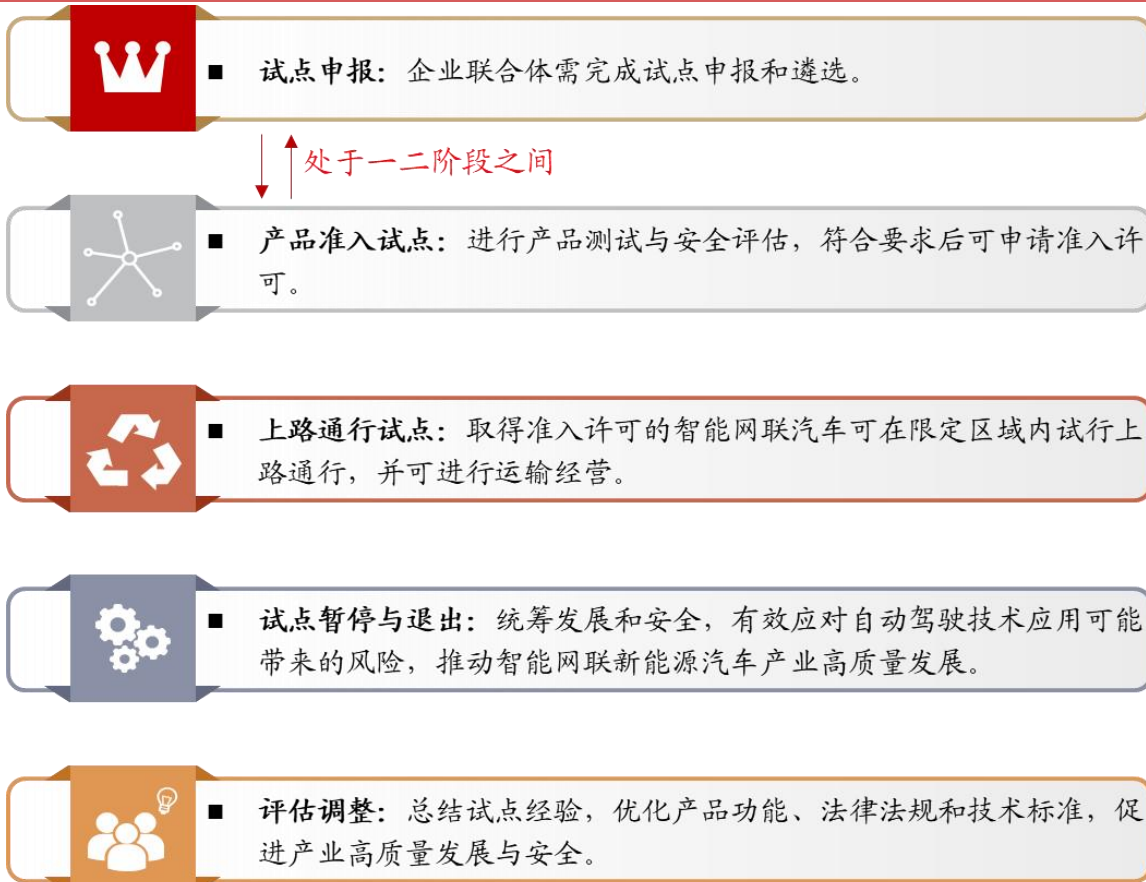 ■ 试点申报：企业联合体需完成试点申报和遴选。
处于一二阶段之间
■ 产品准入试点：进行产品测试与安全评估，符合要求后可申请准入许
可。
■ 上路通行试点：取得准入许可的智能网联汽车可在限定区域内试行上
路通行，并可进行运输经营。
■ 试点暂停与退出：统筹发展和安全，有效应对自动驾驶技术应用可能
带来的风险，推动智能网联新能源汽车产业高质量发展。
■ 评估调整：总结试点经验，优化产品功能、法律法规和技术标准，促
进产业高质量发展与安全。